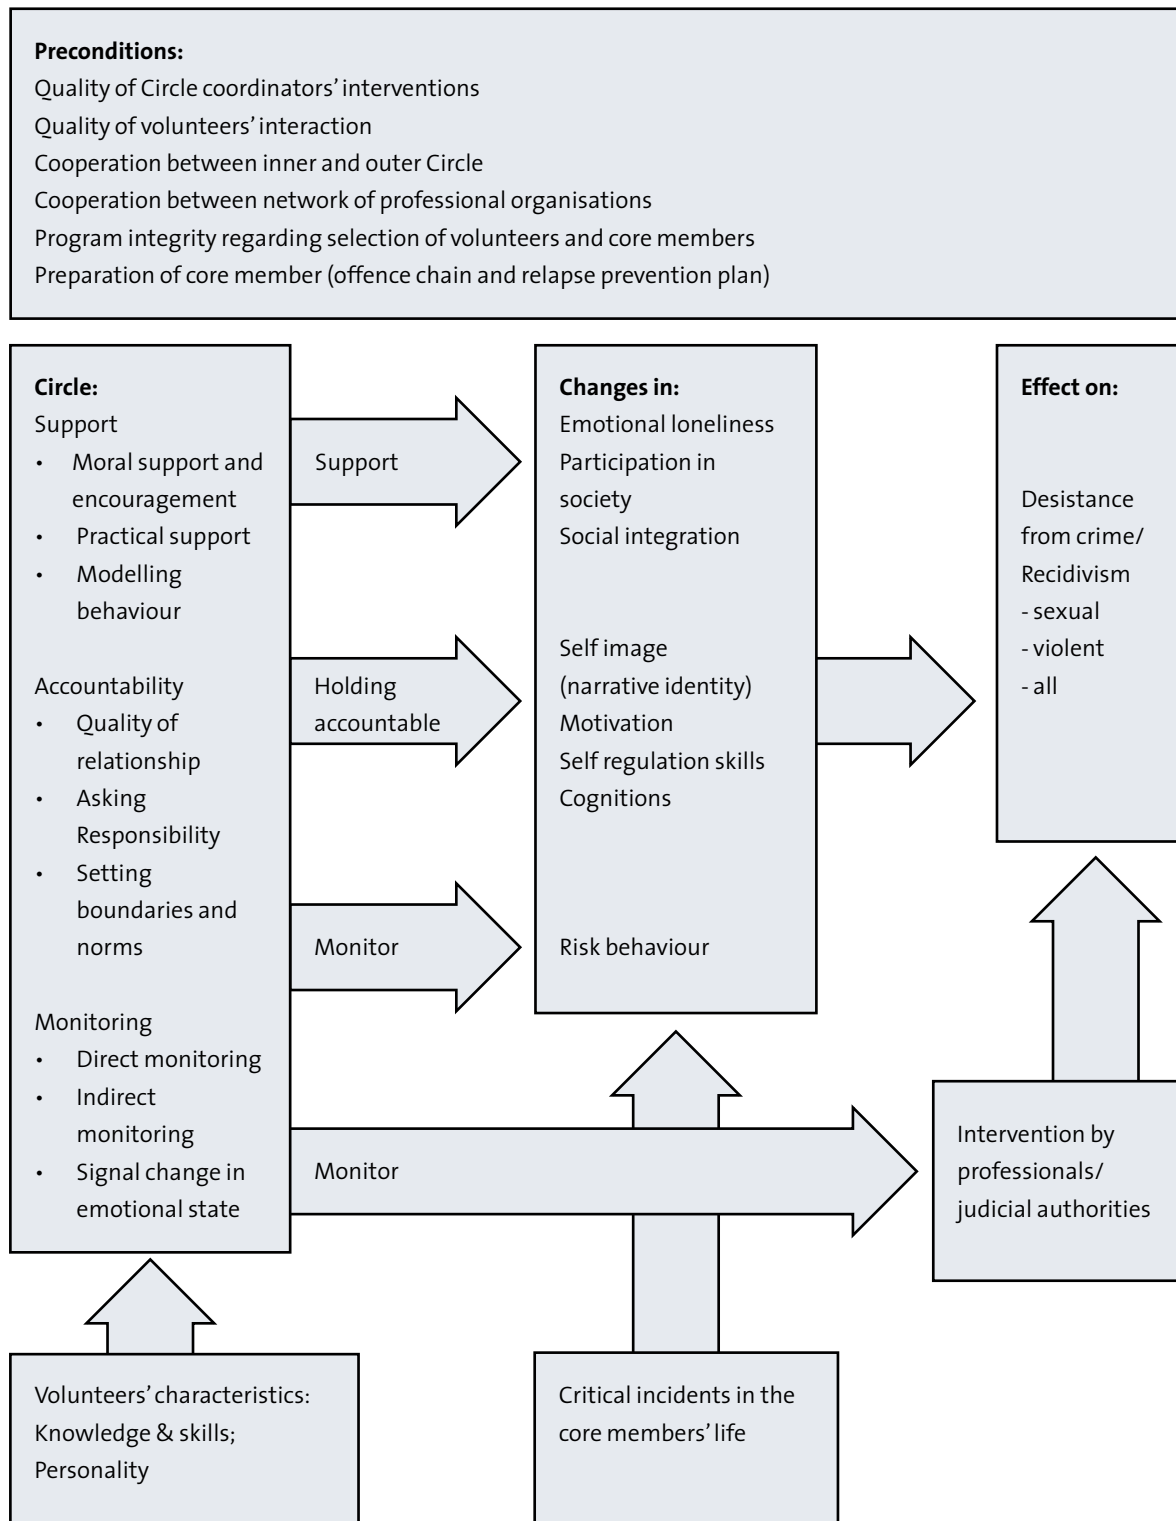 Preconditions:
Quality of Circle coordinators’ interventions
Quality of volunteers’ interaction
Cooperation between inner and outer Circle
Cooperation between network of professional organisations
Program integrity regarding selection of volunteers and core members
Preparation of core member (offence chain and relapse prevention plan)
Circle:
Support
• Moral support and
encouragement
• Practical support
• Modelling
behaviour
Accountability
• Quality of
relationship
• Asking
Responsibility
• Setting
boundaries and
norms
Monitoring
• Direct monitoring
• Indirect
monitoring
• Signal change in
emotional state
Support
Holding
accountable
Monitor
Monitor
Changes in:
Emotional loneliness
Participation in
society
Social integration
Self image
(narrative identity)
Motivation
Self regulation skills
Cognitions
Risk behaviour
Effect on:
Desistance
from crime/
Recidivism
- sexual
- violent
- all
Intervention by
professionals/
judicial authorities
Volunteers’ characteristics:
Knowledge & skills;
Personality
Critical incidents in the
core members’ life